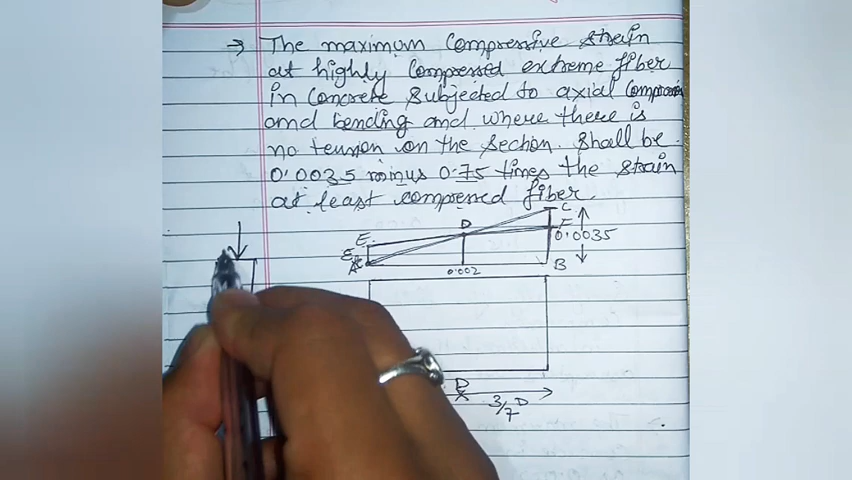 → The maximum Compressive strain
at highly Compressed extreme fiber
in concrete subjected to axial Compression
and bending and where there is
no tension on the section. Shall be
0.0035 minus 0.75 times the strain
at least compressed fiber.
D C
E F
0.0035
A B
0.002
D
3/7 D